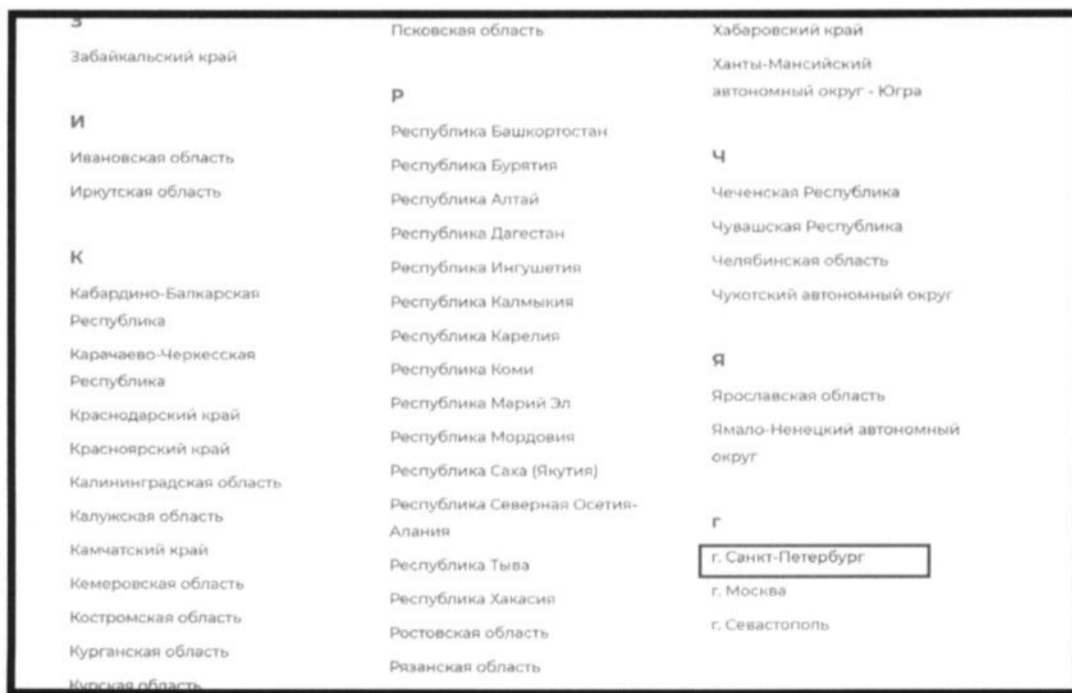 З
Забайкальский край
И
Ивановская область
Иркутская область
К
Кабардино-Балкарская
Республика
Карачаево-Черкесская
Республика
Краснодарский край
Красноярский край
Калининградская область
Калужская область
Камчатский край
Кемеровская область
Костромская область
Курганская область
Курская область
Псковская область
Р
Республика Башкортостан
Республика Бурятия
Республика Алтай
Республика Дагестан
Республика Ингушетия
Республика Калмыкия
Республика Карелия
Республика Коми
Республика Марий Эл
Республика Мордовия
Республика Саха (Якутия)
Республика Северная Осетия-
Алания
Республика Тыва
Республика Хакасия
Ростовская область
Рязанская область
Хабаровский край
Ханты-Мансийский
автономный округ - Югра
Ч
Чеченская Республика
Чувашская Республика
Челябинская область
Чукотский автономный округ
Я
Ярославская область
Ямало-Ненецкий автономный
округ
г
г. Санкт-Петербург
г. Москва
г. Севастополь